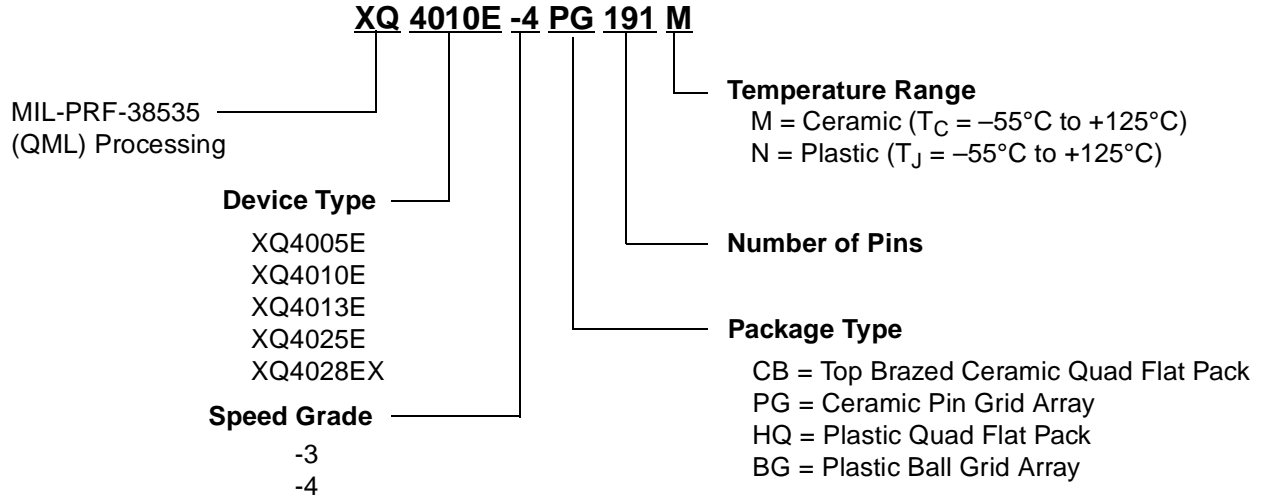 XQ 4010E -4 PG 191 M
MIL-PRF-38535
(QML) Processing
Device Type
XQ4005E
XQ4010E
XQ4013E
XQ4025E
XQ4028EX
Speed Grade
-3
-4
Temperature Range
M = Ceramic (TC = –55°C to +125°C)
N = Plastic (TJ = –55°C to +125°C)
Number of Pins
Package Type
CB = Top Brazed Ceramic Quad Flat Pack
PG = Ceramic Pin Grid Array
HQ = Plastic Quad Flat Pack
BG = Plastic Ball Grid Array